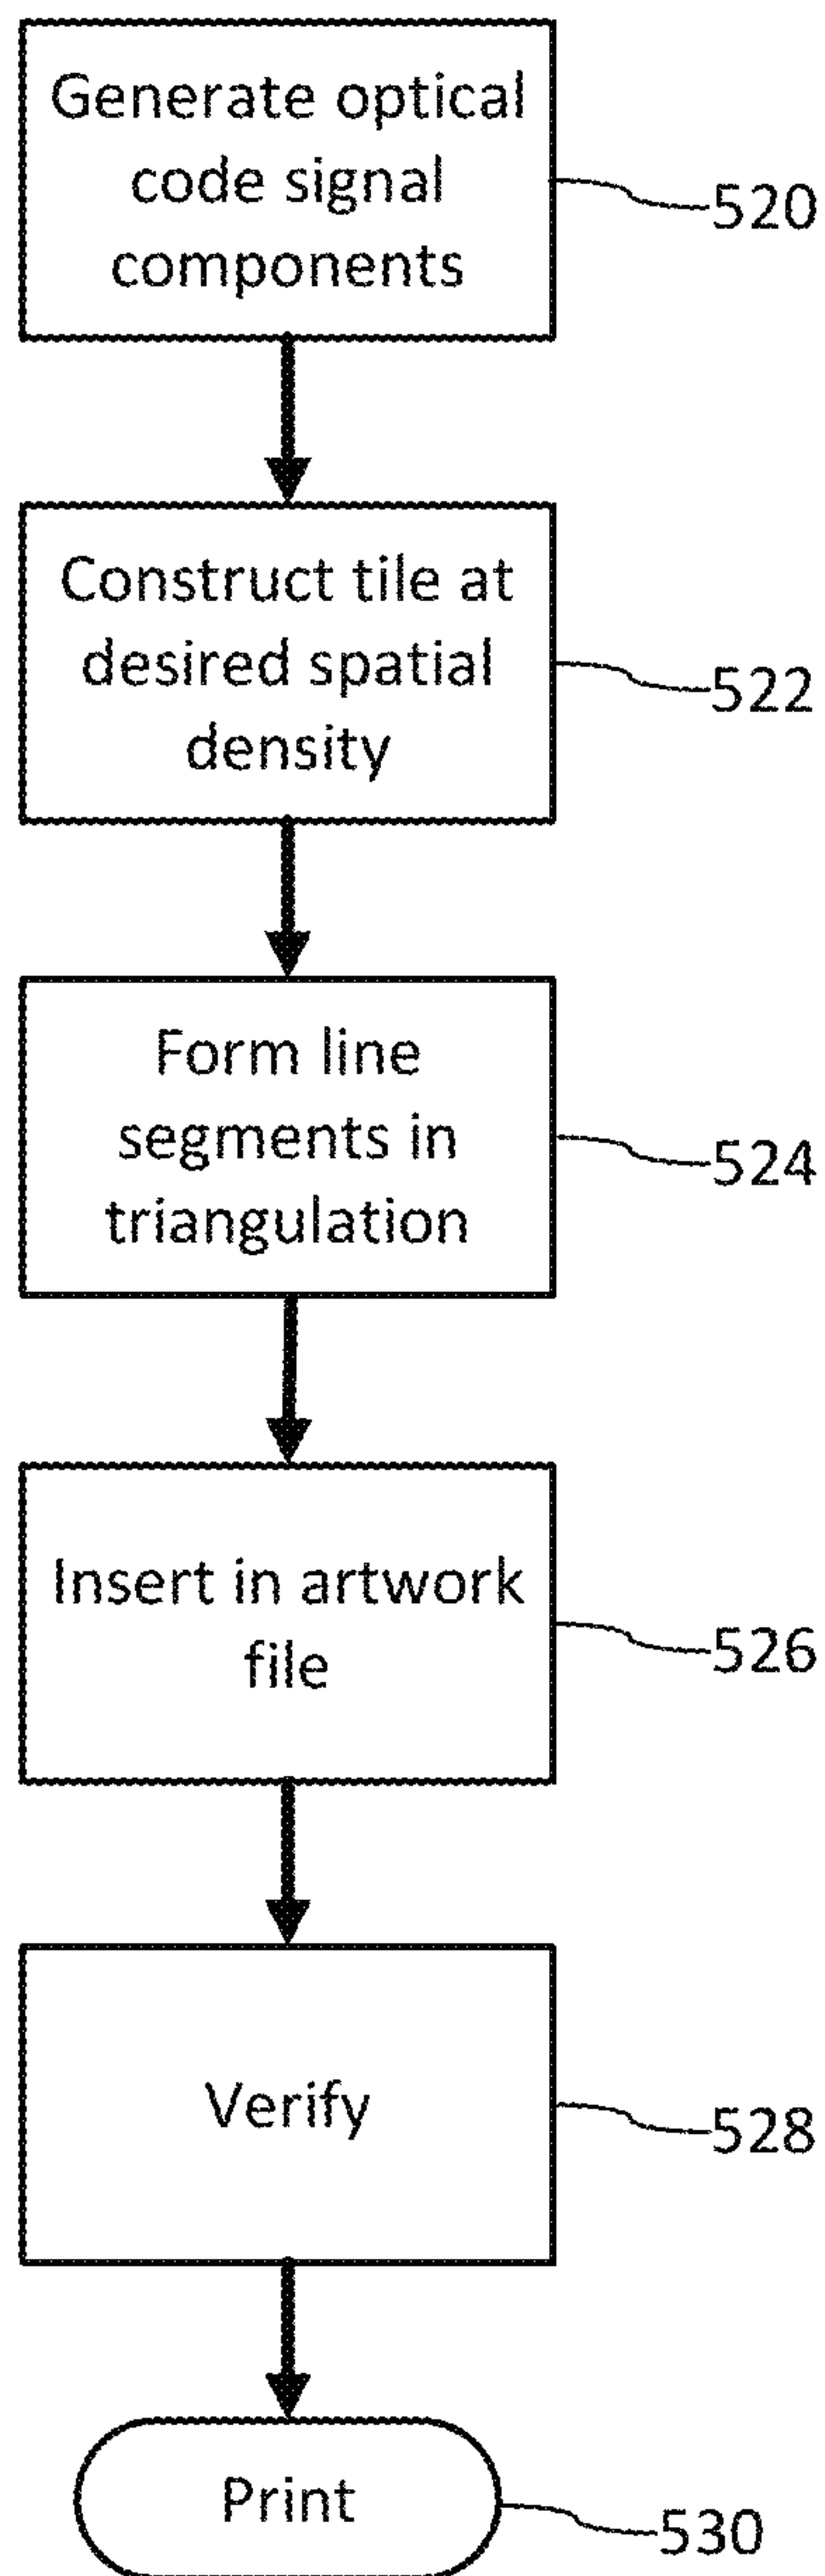 Generate optical
code signal
components
520
Construct tile at
desired spatial
density
522
Form line
segments in
triangulation
524
Insert in artwork
file
526
Verify
528
Print
530